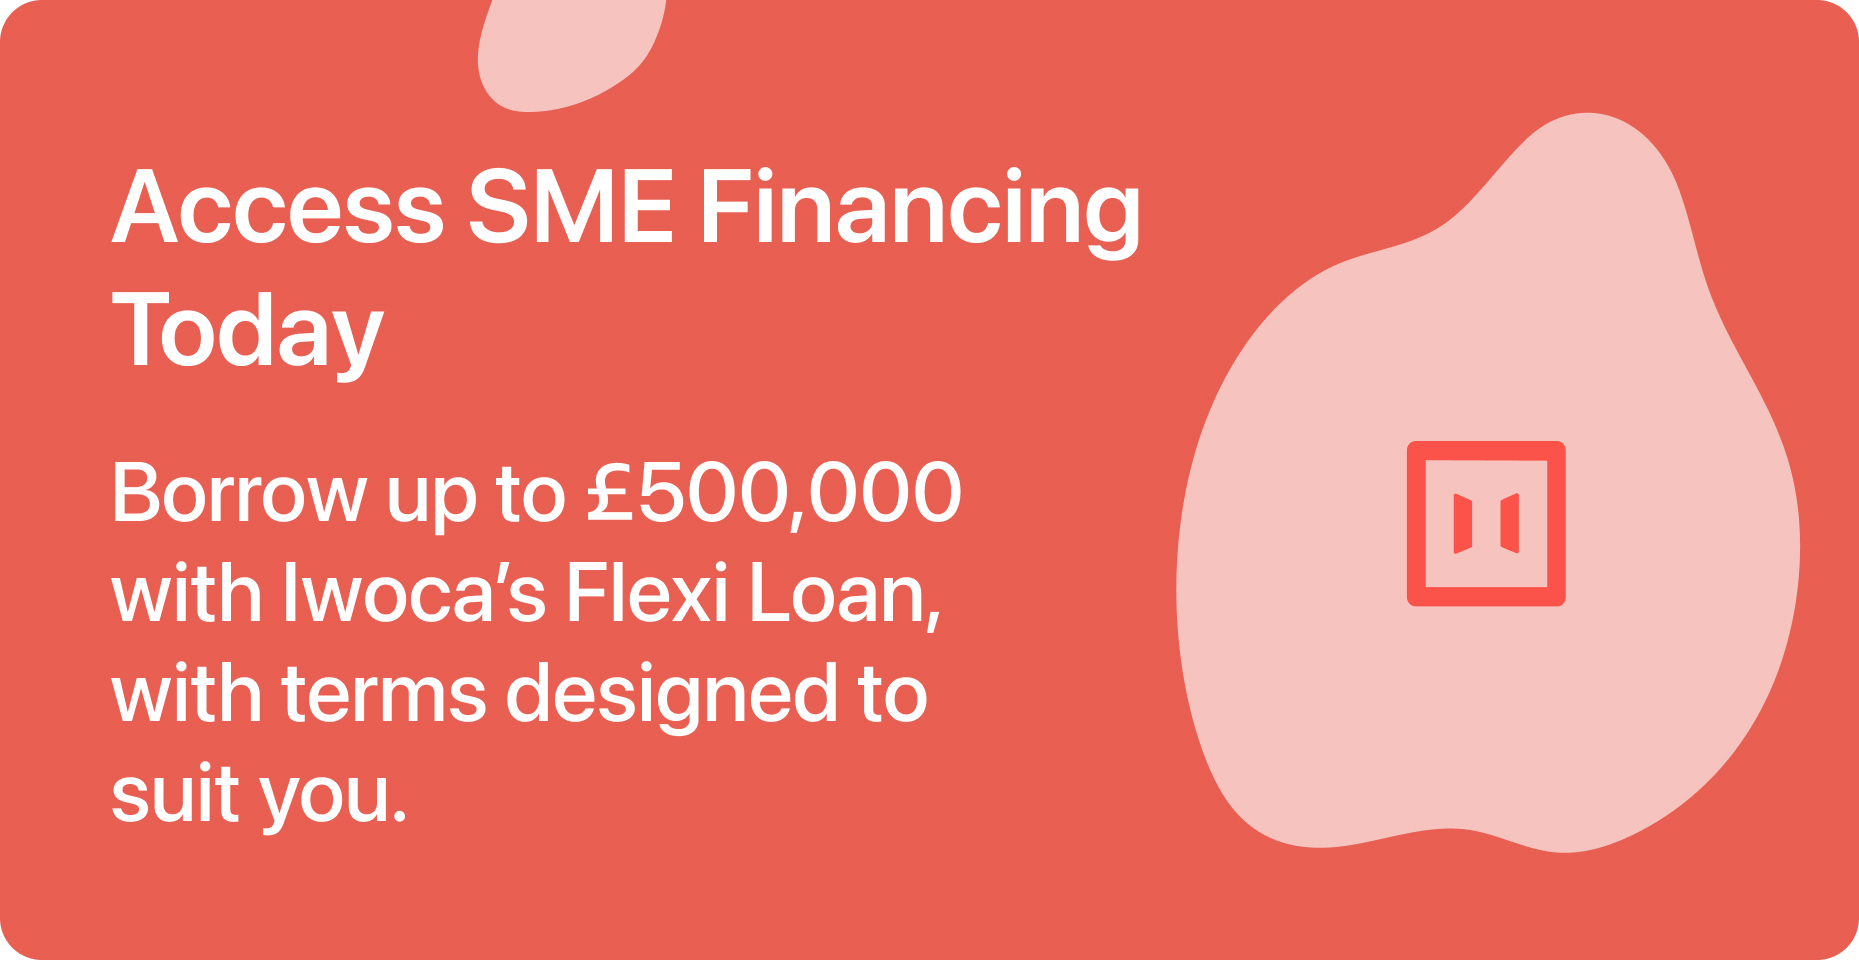 Access SME Financing
Today
Borrow up to £500,000
with Iwoca’s Flexi Loan,
with terms designed to
suit you.